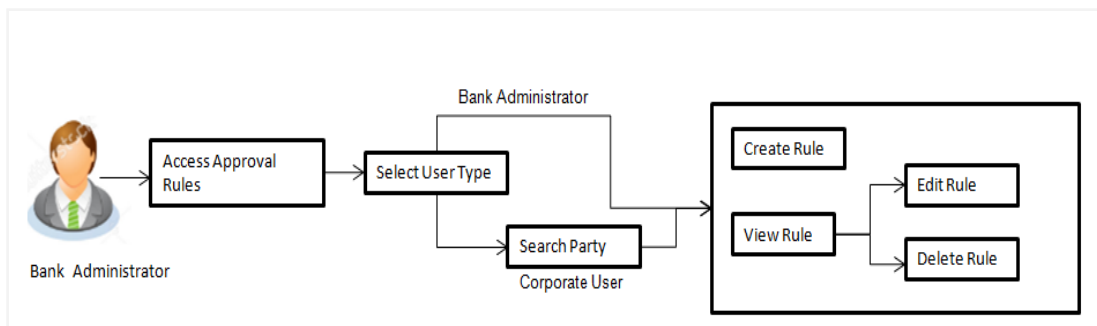 Bank Administrator
Access Approval
Rules
Select User Type
Bank Administrator
Search Party
Corporate User
Create Rule
View Rule
Edit Rule
Delete Rule